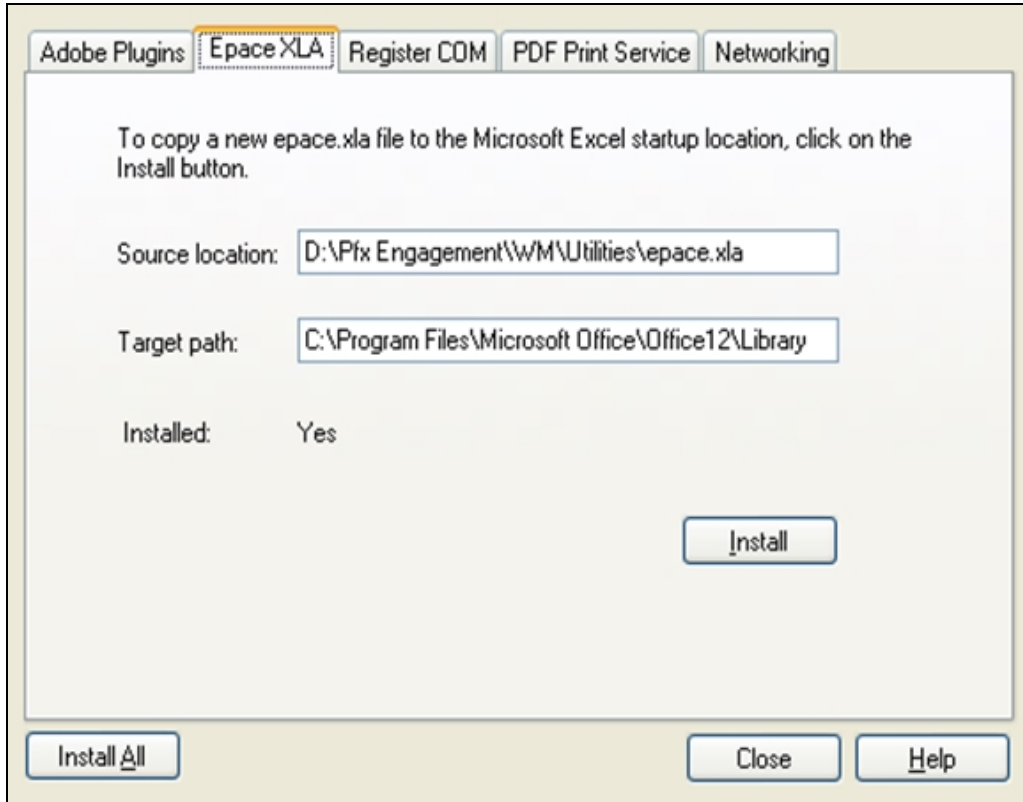 Adobe Plugins Epace XLA Register COM PDF Print Service Networking
To copy a new epace.xla file to the Microsoft Excel startup location, click on the
Install button.
Source location: D:\Pfx Engagement\WM\Utilities\epace.xla
Target path: C:\Program Files\Microsoft Office\Office12\Library
Installed: Yes
Install
Install All Close Help